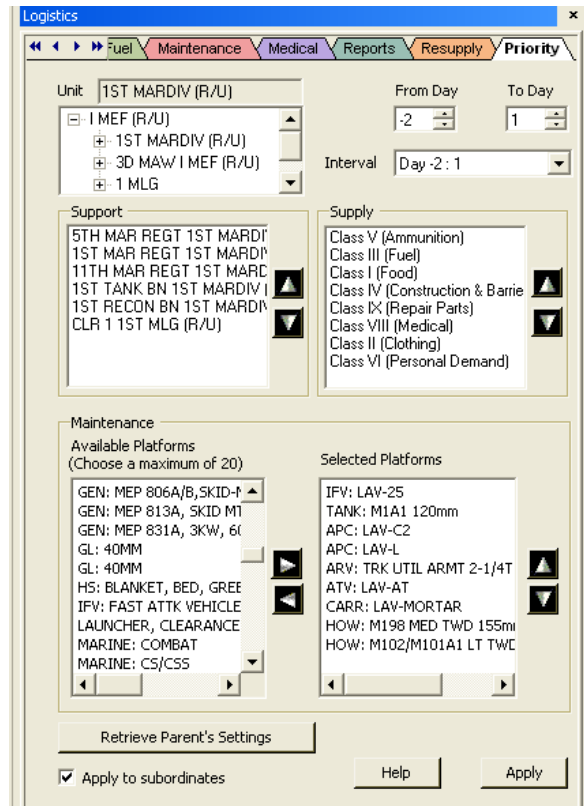 Logistics
Fuel Maintenance Medical Reports Resupply Priority
Unit 1ST MARDIV (R/U)
From Day To Day
I MEF (R/U)
1ST MARDIV (R/U)
3D MAW I MEF (R/U)
1 MLG
-2 1
Interval Day -2 : 1
Support
5TH MAR REGT 1ST MARDI
1ST MAR REGT 1ST MARDI
11TH MAR REGT 1ST MARD
1ST TANK BN 1ST MARDIV (
1ST RECON BN 1ST MARDIV
CLR 1 1ST MLG (R/U)
Supply
Class V (Ammunition)
Class III (Fuel)
Class I (Food)
Class IV (Construction & Barrie
Class IX (Repair Parts)
Class VIII (Medical)
Class II (Clothing)
Class VI (Personal Demand)
Maintenance
Available Platforms
(Choose a maximum of 20)
GEN: MEP 806A/B,SKID-M
GEN: MEP 813A, SKID MT
GEN: MEP 831A, 3KW, 60
GL: 40MM
GL: 40MM
HS: BLANKET, BED, GREE
IFV: FAST ATTK VEHICLE
LAUNCHER, CLEARANCE
MARINE: COMBAT
MARINE: CS/CSS
Selected Platforms
IFV: LAV-25
TANK: M1A1 120mm
APC: LAV-C2
APC: LAV-L
ARV: TRK UTIL ARMT 2-1/4T
ATV: LAV-AT
CARR: LAV-MORTAR
HOW: M198 MED TWD 155mm
HOW: M102/M101A1 LT TWD
Retrieve Parent's Settings
Apply to subordinates
Help Apply